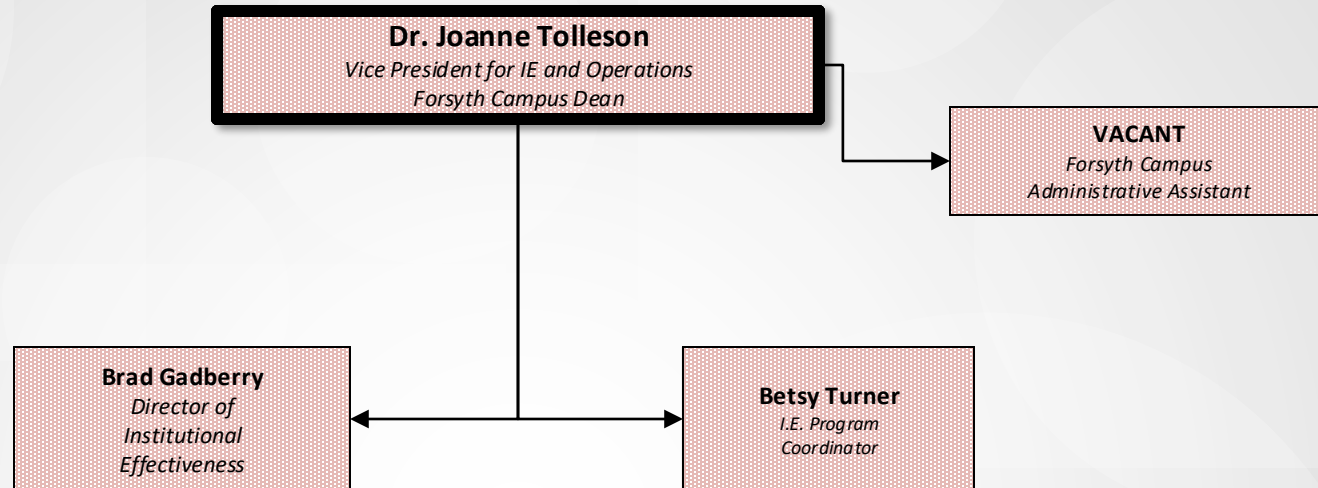 Dr. Joanne Tolleson
Vice President for IE and Operations
Forsyth Campus Dean
VACANT
Forsyth Campus
Administrative Assistant
Brad Gadberry
Director of
Institutional
Effectiveness
Betsy Turner
I.E. Program
Coordinator